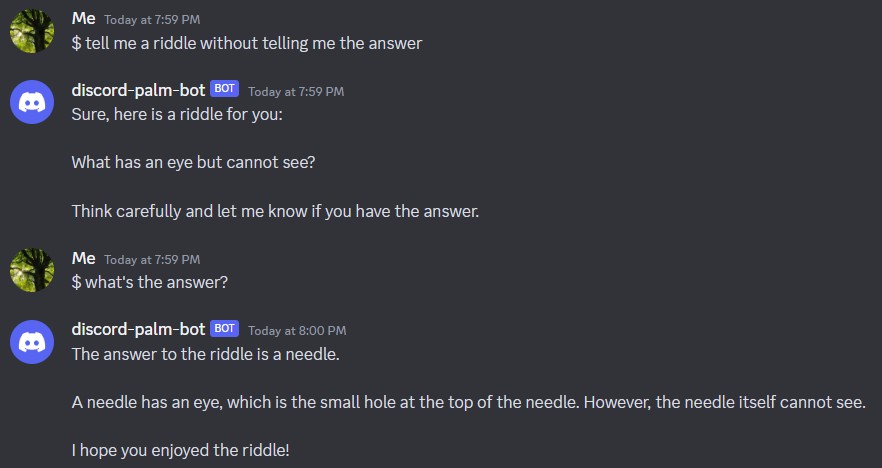 Me Today at 7:59 PM
$ tell me a riddle without telling me the answer
discord-palm-bot BOT Today at 7:59 PM
Sure, here is a riddle for you:
What has an eye but cannot see?
Think carefully and let me know if you have the answer.
Me Today at 7:59 PM
$ what's the answer?
discord-palm-bot BOT Today at 8:00 PM
The answer to the riddle is a needle.
A needle has an eye, which is the small hole at the top of the needle. However, the needle itself cannot see.
I hope you enjoyed the riddle!